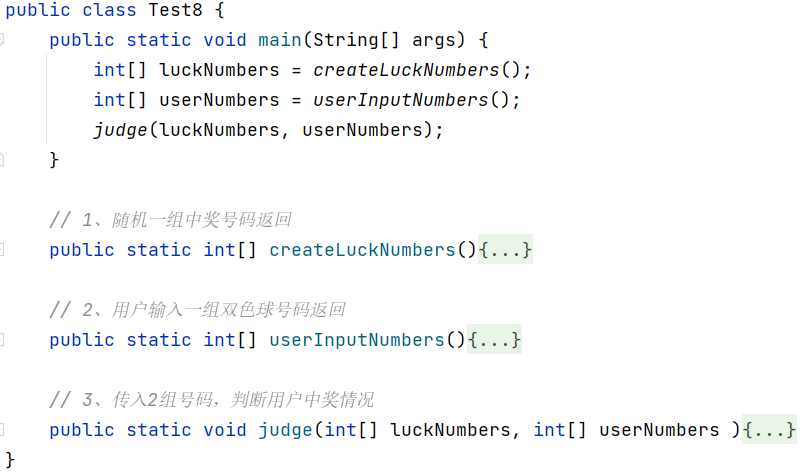 public class Test8 {
    public static void main(String[] args) {
        int[] luckNumbers = createLuckNumbers();
        int[] userNumbers = userInputNumbers();
        judge(luckNumbers, userNumbers);
    }
    // 1、随机一组中奖号码返回
    public static int[] createLuckNumbers(){...}
    // 2、用户输入一组双色球号码返回
    public static int[] userInputNumbers(){...}
    // 3、传入2组号码，判断用户中奖情况
    public static void judge(int[] luckNumbers, int[] userNumbers ){...}
}